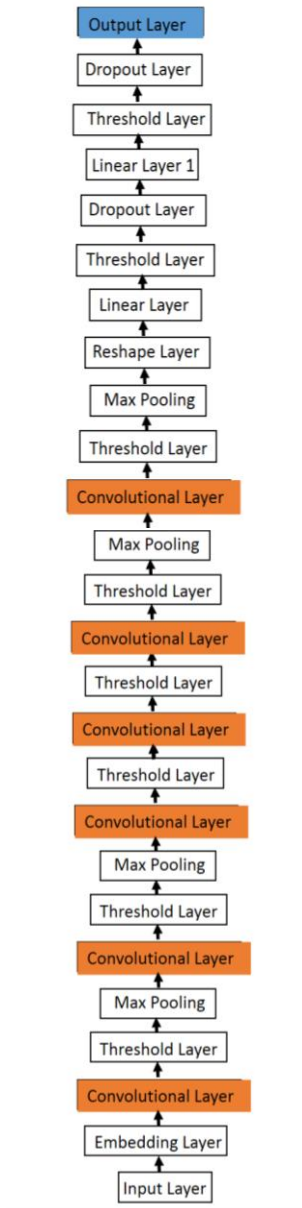 Output Layer
Dropout Layer
Threshold Layer
Linear Layer 1
Dropout Layer
Threshold Layer
Linear Layer
Reshape Layer
Max Pooling
Threshold Layer
Convolutional Layer
Max Pooling
Threshold Layer
Convolutional Layer
Threshold Layer
Convolutional Layer
Threshold Layer
Convolutional Layer
Max Pooling
Threshold Layer
Convolutional Layer
Max Pooling
Threshold Layer
Convolutional Layer
Embedding Layer
Input Layer